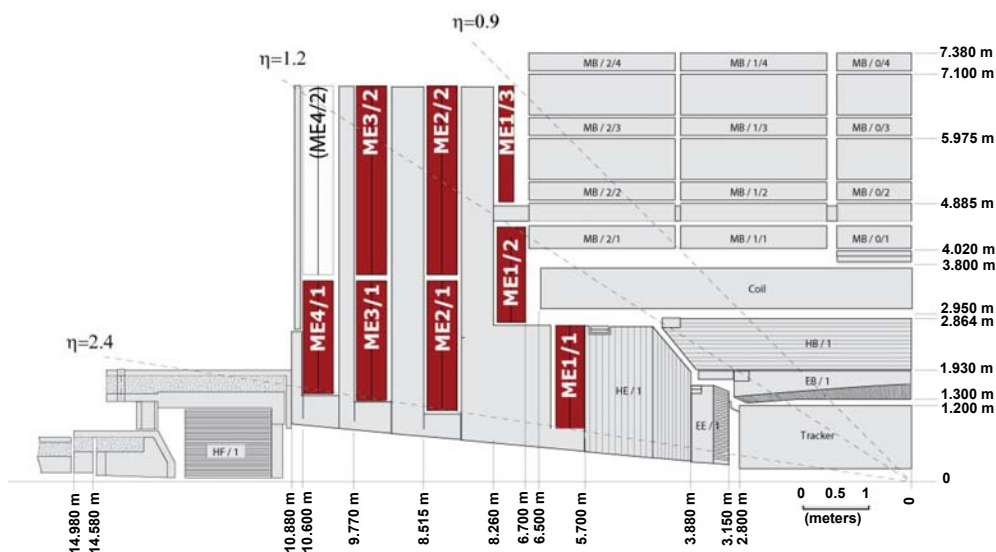 η=0.9
η=1.2
η=2.4
7.380 m
7.100 m
5.975 m
4.885 m
4.020 m
3.800 m
2.950 m
2.864 m
1.930 m
1.300 m
1.200 m
0
MB / 2/4
MB / 1/4
MB / 0/4
MB / 2/3
MB / 1/3
MB / 0/3
MB / 2/2
MB / 1/2
MB / 0/2
MB / 2/1
MB / 1/1
MB / 0/1
(ME4/2)
ME3/2
ME2/2
ME1/3
ME1/2
ME4/1
ME3/1
ME2/1
ME1/1
Coil
HB / 1
HE / 1
EB / 1
EE / 1
Tracker
HF / 1
0 0.5 1
(meters)
14.980 m
14.580 m
10.880 m
10.600 m
9.770 m
8.515 m
8.260 m
6.700 m
6.500 m
5.700 m
3.880 m
3.150 m
2.800 m
0